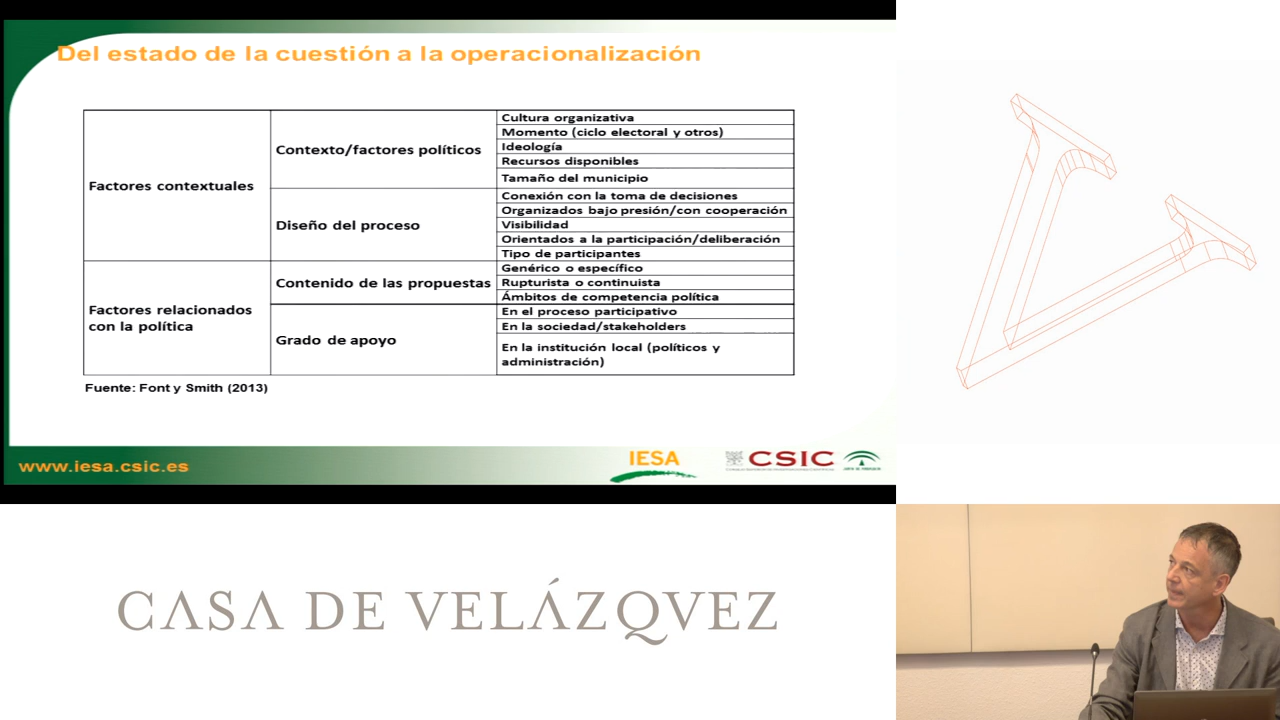 Del estado de la cuestión a la operacionalización
Factores contextuales
Contexto/factores políticos
Cultura organizativa
Momento (ciclo electoral y otros)
Ideología
Recursos disponibles
Tamaño del municipio
Diseño del proceso
Conexión con la toma de decisiones
Organizados bajo presión/con cooperación
Visibilidad
Orientados a la participación/deliberación
Tipo de participantes
Factores relacionados
con la política
Contenido de las propuestas
Genérico o específico
Rupturista o continuista
Ámbitos de competencia política
Grado de apoyo
En el proceso participativo
En la sociedad/stakeholders
En la institución local (políticos y
administración)
Fuente: Font y Smith (2013)
www.iesa.csic.es
IESA
CSIC
CASA DE VELÁZQVEZ